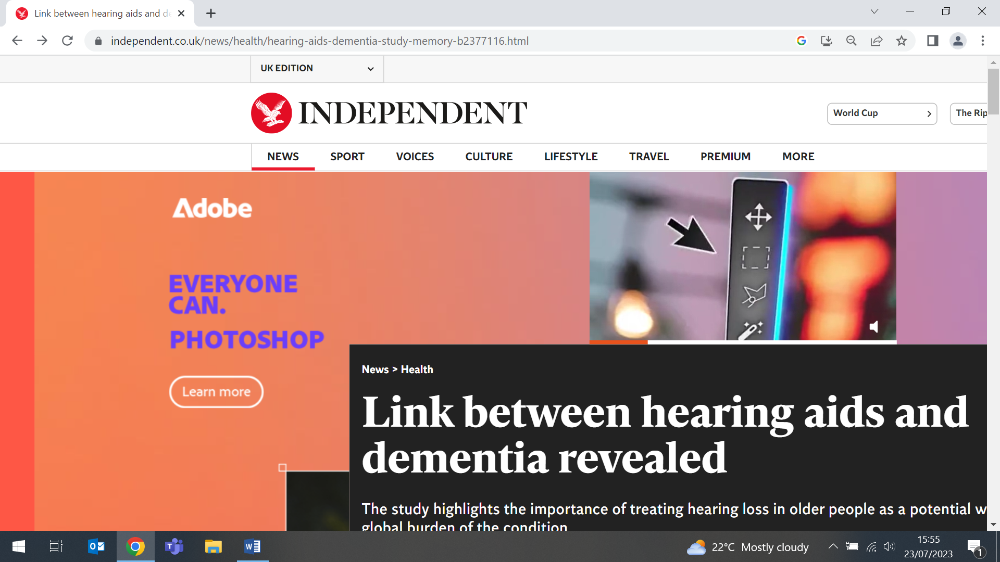 Link between hearing aids and de
independent.co.uk/news/health/hearing-aids-dementia-study-memory-b2377116.html
UK EDITION
INDEPENDENT
World Cup
The Rip
NEWS SPORT VOICES CULTURE LIFESTYLE TRAVEL PREMIUM MORE
Adobe
EVERYONE
CAN.
PHOTOSHOP
Learn more
News > Health
Link between hearing aids and
dementia revealed
The study highlights the importance of treating hearing loss in older people as a potential w
global burden of the condition
22°C Mostly cloudy
15:55
23/07/2023
1